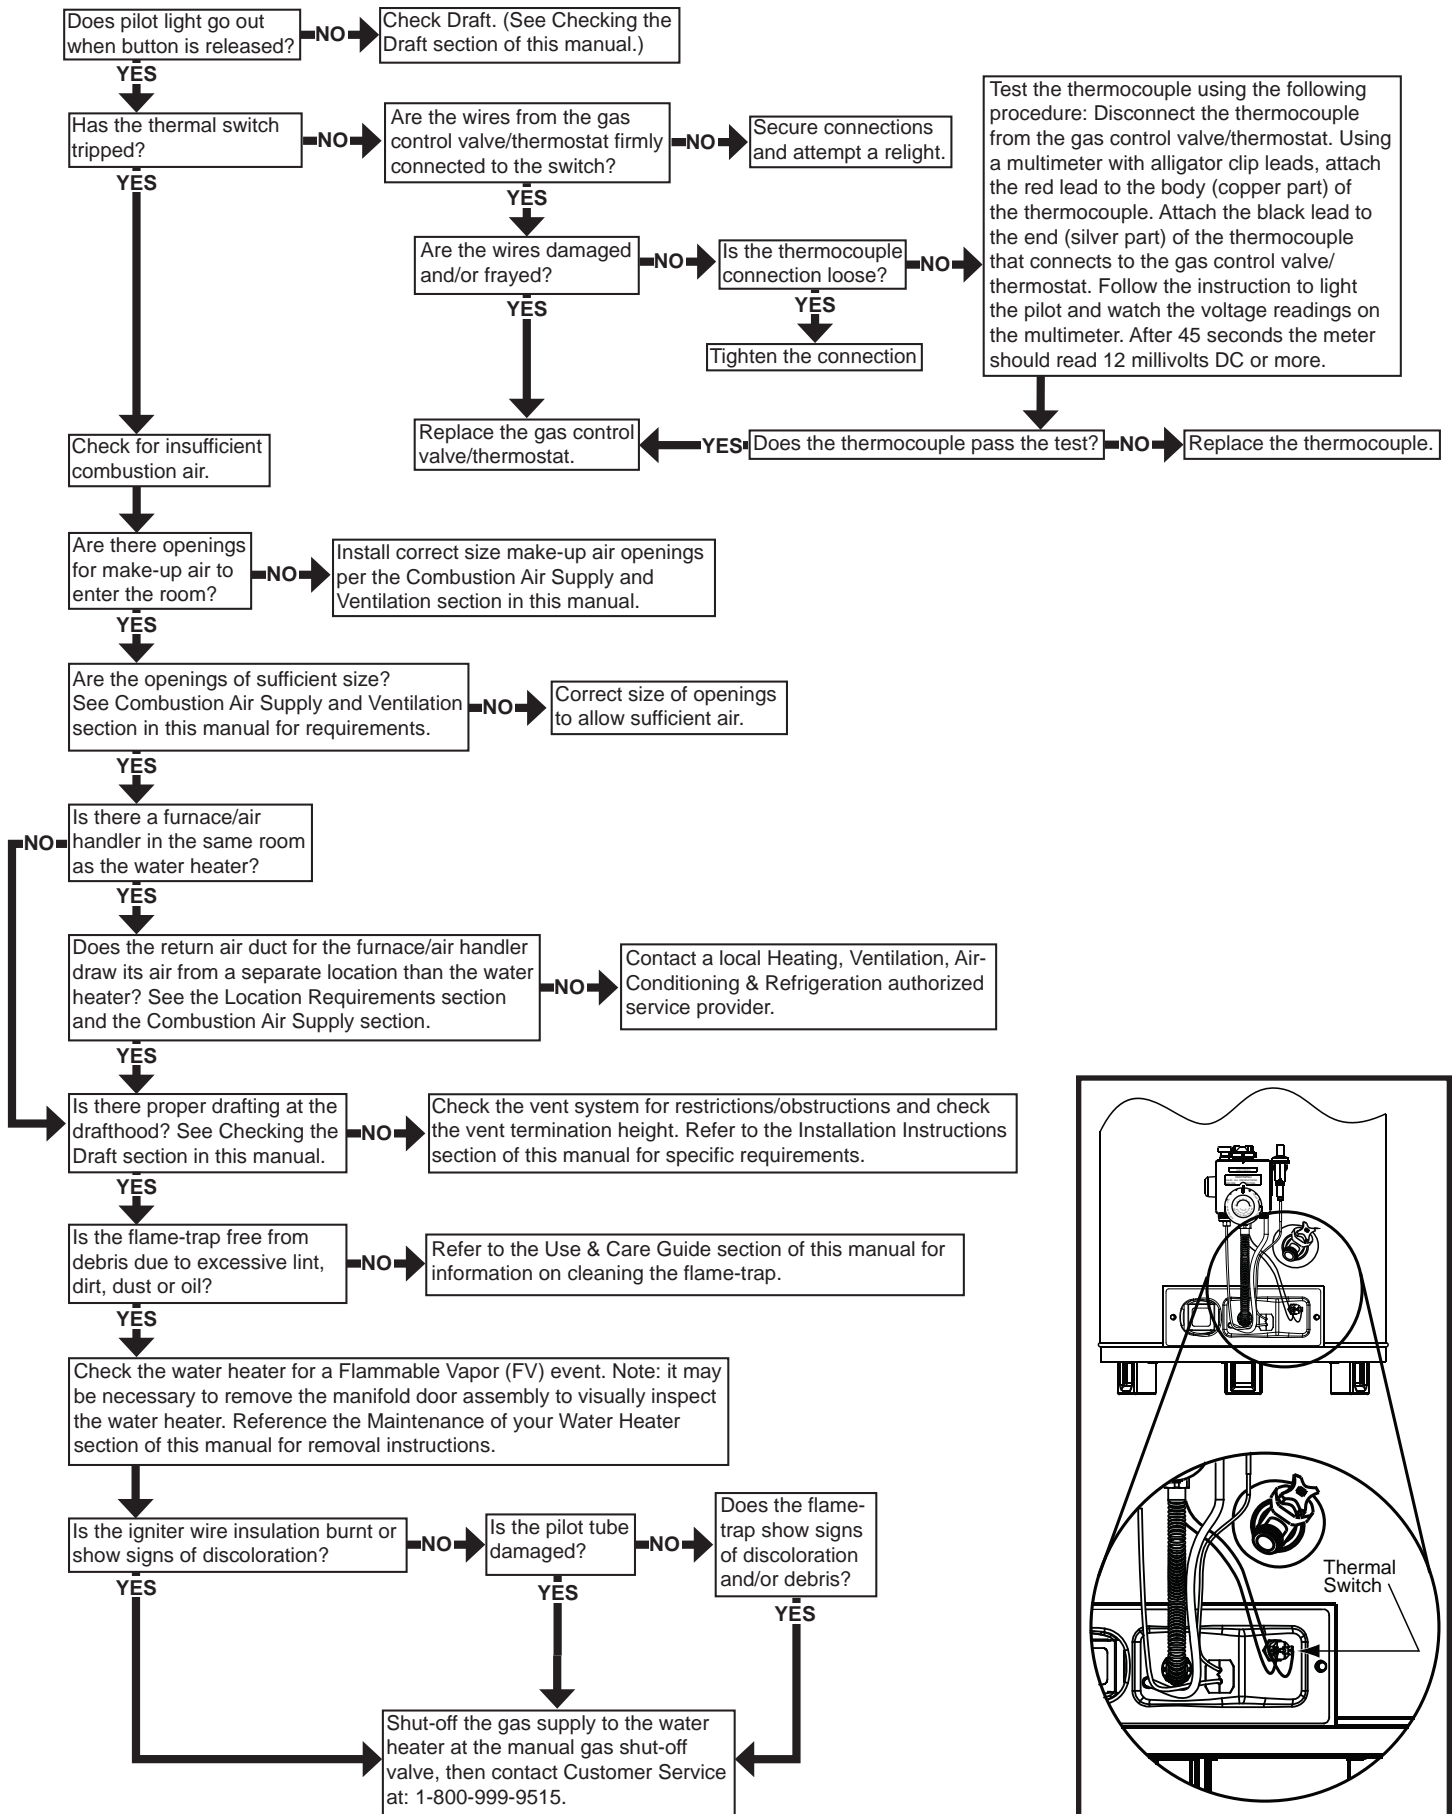 Does pilot light go out
when button is released?
NO
Check Draft. (See Checking the
Draft section of this manual.)
YES
Has the thermal switch
tripped?
NO
Are the wires from the gas
control valve/thermostat firmly
connected to the switch?
NO
Secure connections
and attempt a relight.
Test the thermocouple using the following
procedure: Disconnect the thermocouple
from the gas control valve/thermostat. Using
a multimeter with alligator clip leads, attach
the red lead to the body (copper part) of
the thermocouple. Attach the black lead to
the end (silver part) of the thermocouple
that connects to the gas control valve/
thermostat. Follow the instruction to light
the pilot and watch the voltage readings on
the multimeter. After 45 seconds the meter
should read 12 millivolts DC or more.
YES
YES
Are the wires damaged
and/or frayed?
NO
Is the thermocouple
connection loose?
NO
YES
YES
Tighten the connection
Check for insufficient
combustion air.
Replace the gas control
valve/thermostat.
YES
Does the thermocouple pass the test?
NO
Replace the thermocouple.
Are there openings
for make-up air to
enter the room?
NO
Install correct size make-up air openings
per the Combustion Air Supply and
Ventilation section in this manual.
YES
Are the openings of sufficient size?
See Combustion Air Supply and Ventilation
section in this manual for requirements.
NO
Correct size of openings
to allow sufficient air.
YES
Is there a furnace/air
handler in the same room
as the water heater?
NO
YES
Does the return air duct for the furnace/air handler
draw its air from a separate location than the water
heater? See the Location Requirements section
and the Combustion Air Supply section.
NO
Contact a local Heating, Ventilation, Air-
Conditioning & Refrigeration authorized
service provider.
YES
Is there proper drafting at the
drafthood? See Checking the
Draft section in this manual.
NO
Check the vent system for restrictions/obstructions and check
the vent termination height. Refer to the Installation Instructions
section of this manual for specific requirements.
YES
Is the flame-trap free from
debris due to excessive lint,
dirt, dust or oil?
NO
Refer to the Use & Care Guide section of this manual for
information on cleaning the flame-trap.
YES
Check the water heater for a Flammable Vapor (FV) event. Note: it may
be necessary to remove the manifold door assembly to visually inspect
the water heater. Reference the Maintenance of your Water Heater
section of this manual for removal instructions.
Is the igniter wire insulation burnt or
show signs of discoloration?
NO
Is the pilot tube
damaged?
NO
Does the flame-
trap show signs
of discoloration
and/or debris?
YES
YES
YES
Shut-off the gas supply to the water
heater at the manual gas shut-off
valve, then contact Customer Service
at: 1-800-999-9515.
Thermal
Switch